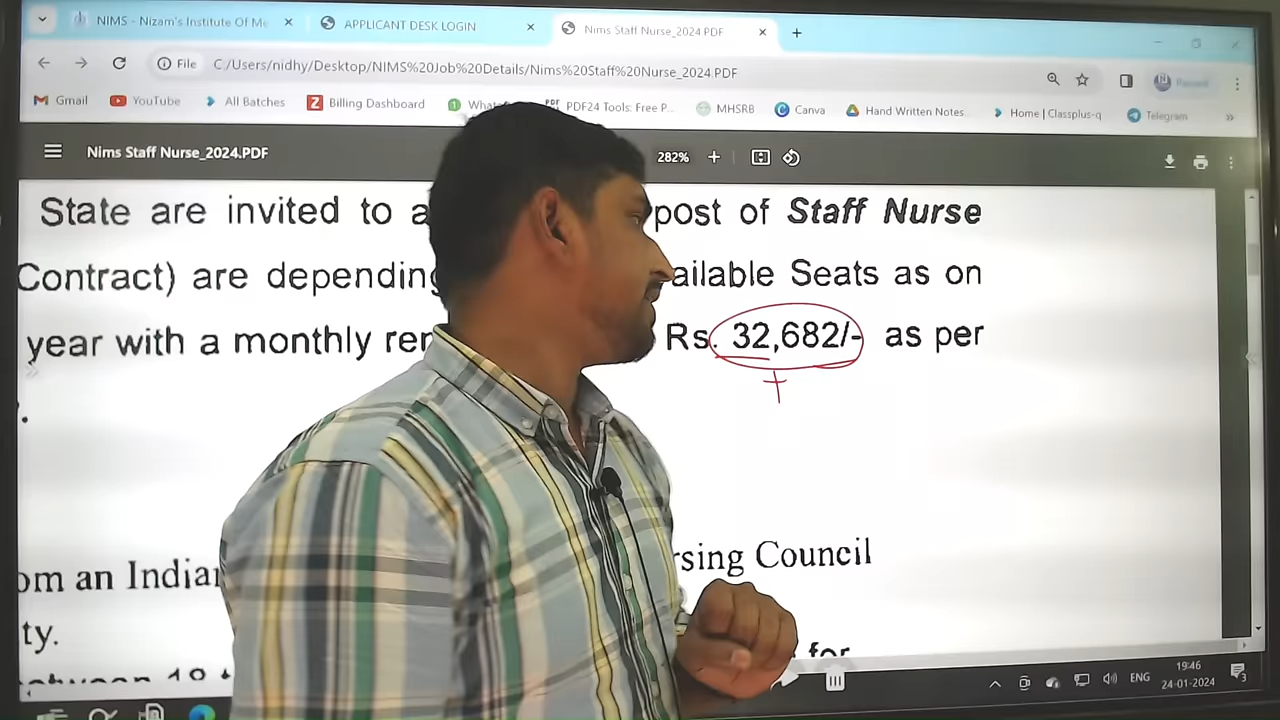 NIMS - Nizam's Institute Of Me
APPLICANT DESK LOGIN
Nims Staff Nurse_2024 PDF
File C:/Users/nidhy/Desktop/NIMS%20Job%20Details/Nims%20Staff%20Nurse_2024.PDF
Gmail YouTube All Batches Billing Dashboard What PDF24 Tools: Free P... MHSRB Canva Hand Written Notes Home | Classplus-q Telegram
Nims Staff Nurse_2024.PDF 282%
State are invited to a post of Staff Nurse
Contract) are depending ailable Seats as on
year with a monthly rer Rs. 32,682/- as per
+
om an Indian rsing Council
ty.
for
ENG 19:46
24-01-2024